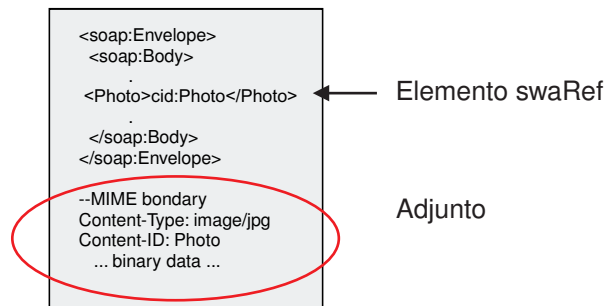 <soap:Envelope>
<soap:Body>
.
<Photo>cid:Photo</Photo>
Elemento swaRef
.
</soap:Body>
</soap:Envelope>
--MIME bondary
Adjunto
Content-Type: image/jpg
Content-ID: Photo
... binary data ...